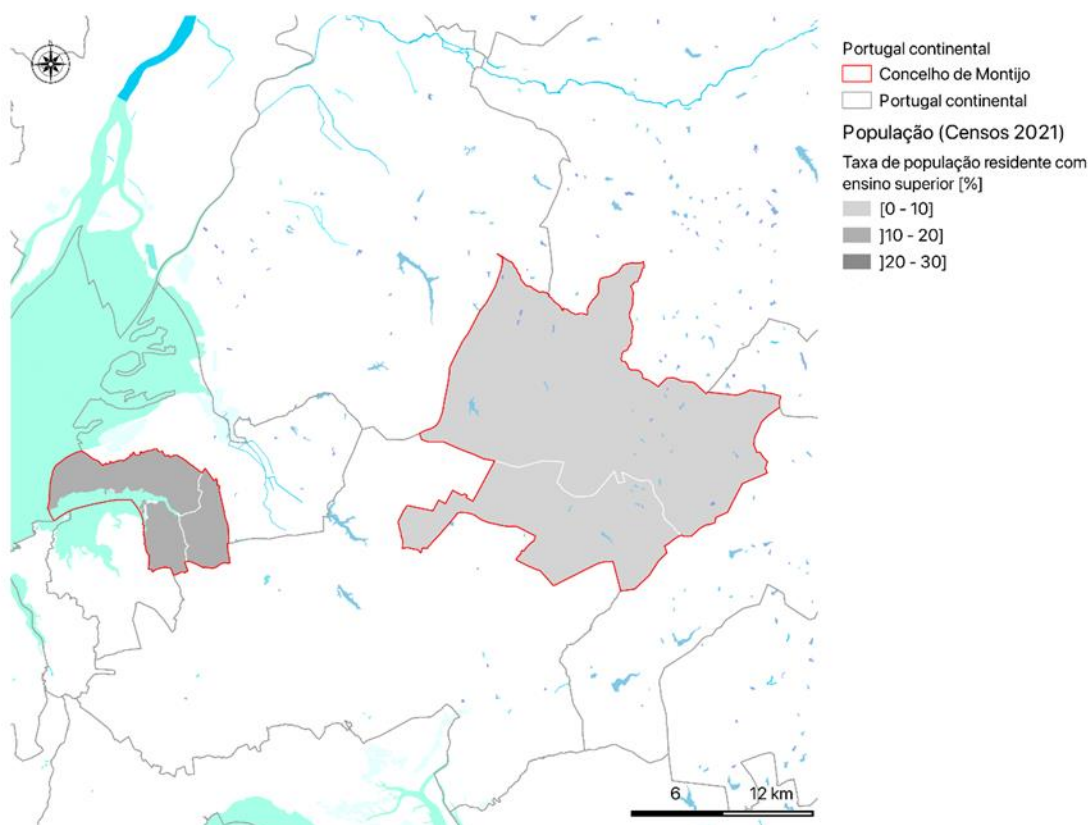 Portugal continental
Concelho de Montijo
Portugal continental
População (Censos 2021)
Taxa de população residente com
ensino superior [%]
[0 - 10]
]10 - 20]
]20 - 30]
6 12 km